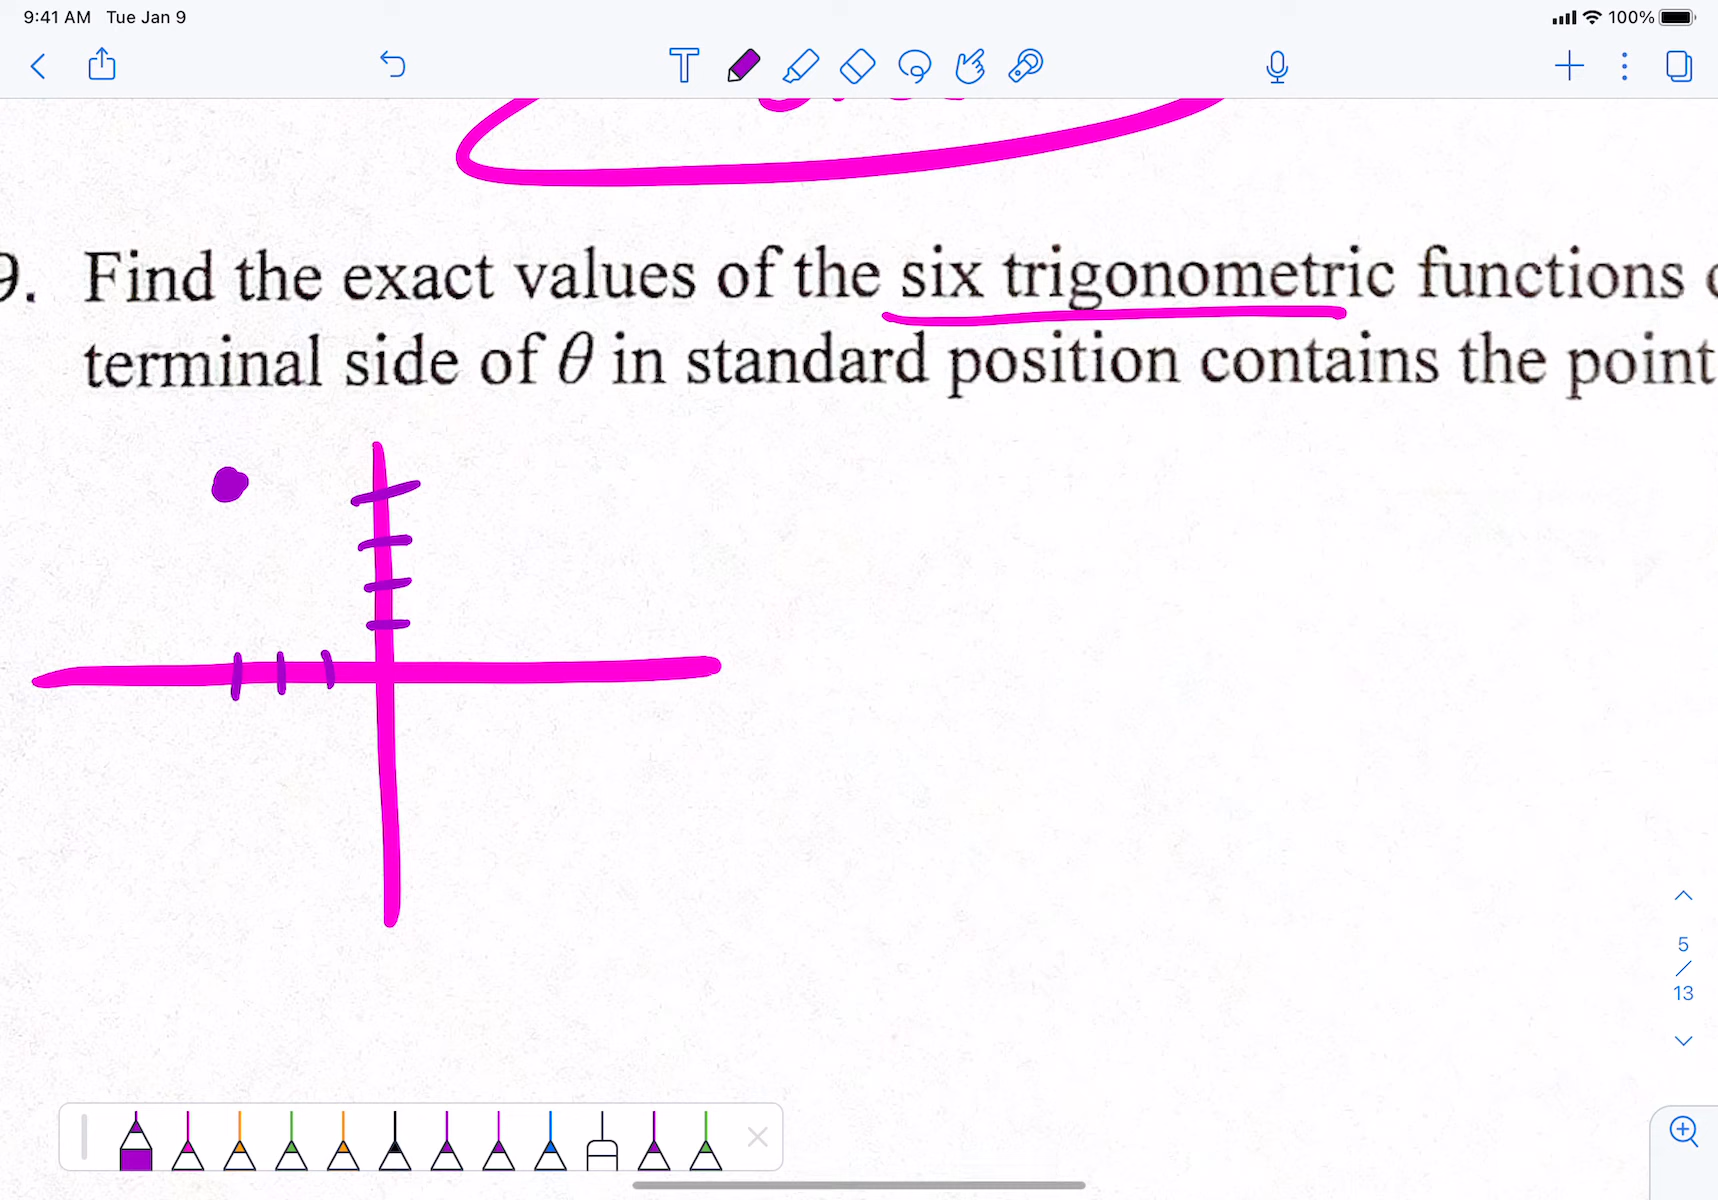 9:41 AM Tue Jan 9
100%
9. Find the exact values of the six trigonometric functions
terminal side of θ in standard position contains the point
5
/
13